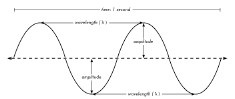 time: 1 second
wavelength ( λ )
amplitude
amplitude
wavelength ( λ )